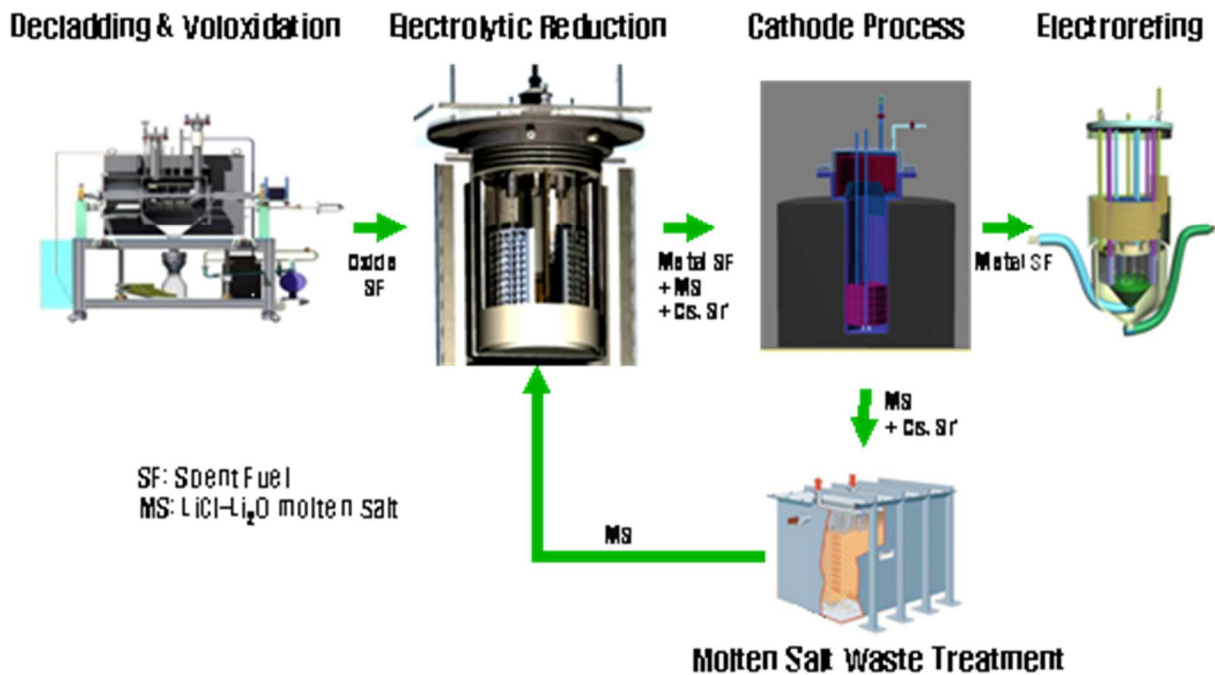 Decladding & Voloxidation
Electrolytic Reduction
Cathode Process
Electrorefing
Oxide
SF
Metal SF
+ Ms
+ Cs. Sr
Metal SF
Ms
+ Cs. Sr
SF: Spent Fuel
MS: LiCl-Li₂O molten salt
Ms
Molten Salt Waste Treatment